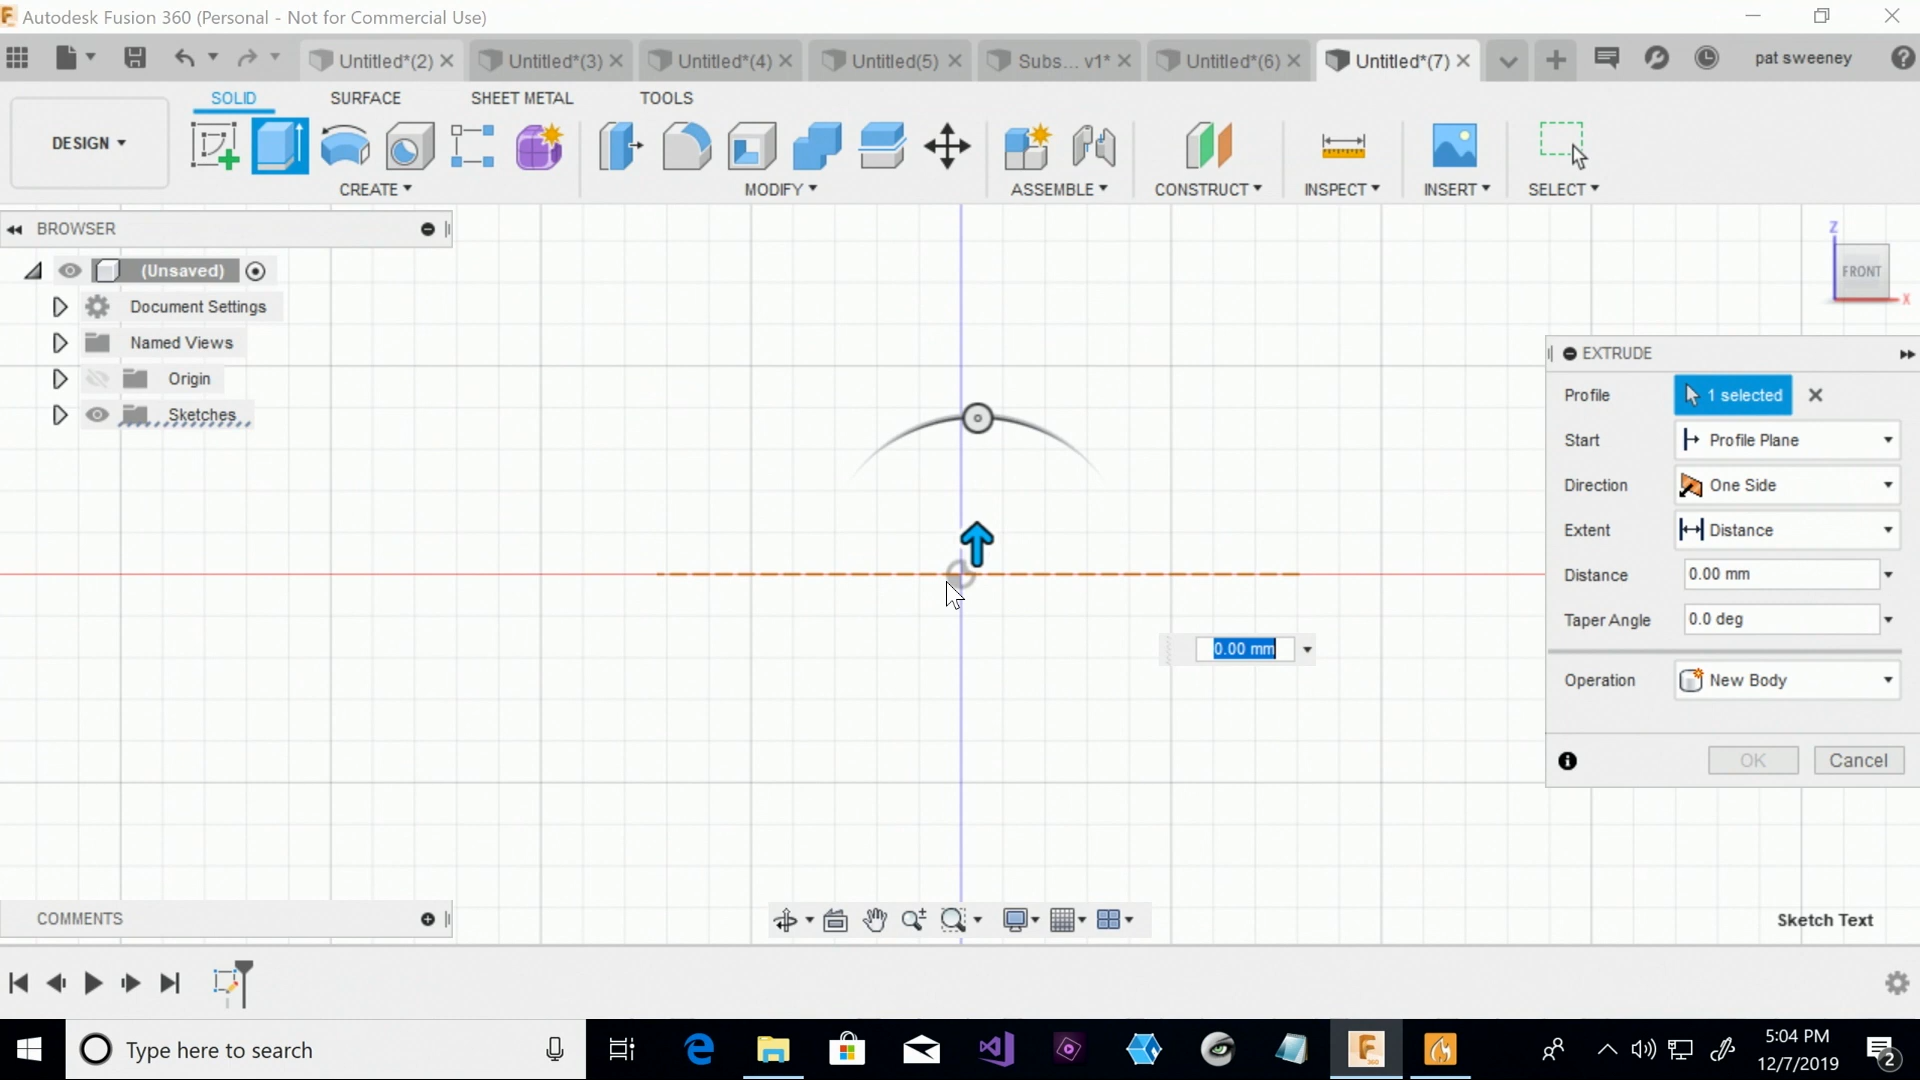 Autodesk Fusion 360 (Personal - Not for Commercial Use)
Untitled*(2)
Untitled*(3)
Untitled*(4)
Untitled(5)
Subs... v1*
Untitled*(6)
Untitled*(7)
pat sweeney
SOLID
SURFACE
SHEET METAL
TOOLS
DESIGN
CREATE
MODIFY
ASSEMBLE
CONSTRUCT
INSPECT
INSERT
SELECT
BROWSER
(Unsaved)
Document Settings
Named Views
Origin
Sketches
Z
FRONT
X
EXTRUDE
Profile 1 selected
Start Profile Plane
Direction One Side
Extent Distance
Distance 0.00 mm
Taper Angle 0.0 deg
0.00 mm
Operation New Body
OK Cancel
COMMENTS
Sketch Text
Type here to search
5:04 PM
12/7/2019
2